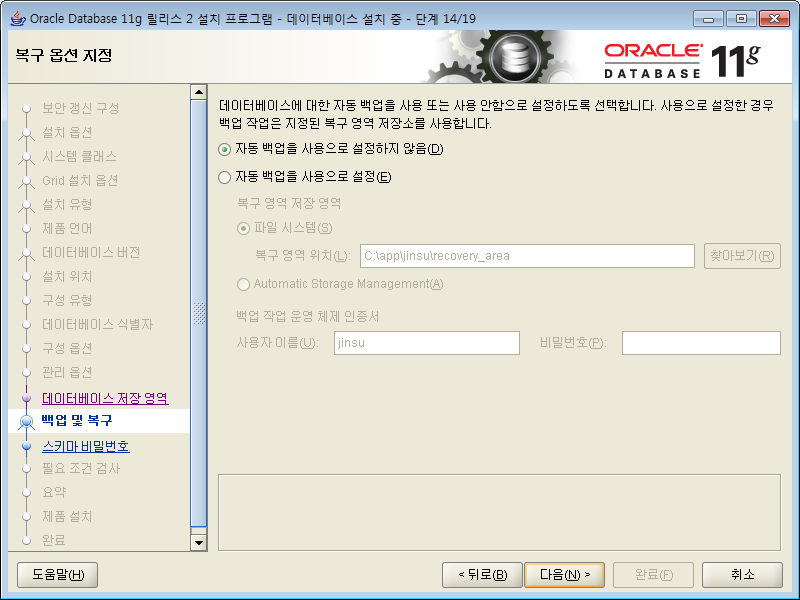 Oracle Database 11g 릴리스 2 설치 프로그램 - 데이터베이스 설치 중 - 단계 14/19
복구 옵션 지정
ORACLE
DATABASE 11g
보안 갱신 구성
설치 옵션
시스템 클래스
Grid 설치 옵션
설치 유형
제품 언어
데이터베이스 버전
설치 위치
구성 유형
데이터베이스 식별자
구성 옵션
관리 옵션
데이터베이스 저장 영역
백업 및 복구
스키마 비밀번호
필요 조건 검사
요약
제품 설치
완료
데이터베이스에 대한 자동 백업을 사용 또는 사용 안함으로 설정하도록 선택합니다. 사용으로 설정한 경우
백업 작업은 지정된 복구 영역 저장소를 사용합니다.
자동 백업을 사용으로 설정하지 않음(D)
자동 백업을 사용으로 설정(E)
복구 영역 저장 영역
파일 시스템(S)
복구 영역 위치(L): C:\app\jinsu\recovery_area 찾아보기(R)
Automatic Storage Management(A)
백업 작업 운영 체제 인증서
사용자 이름(U): jinsu 비밀번호(P):
도움말(H) < 뒤로(B) 다음(N) > 완료(F) 취소